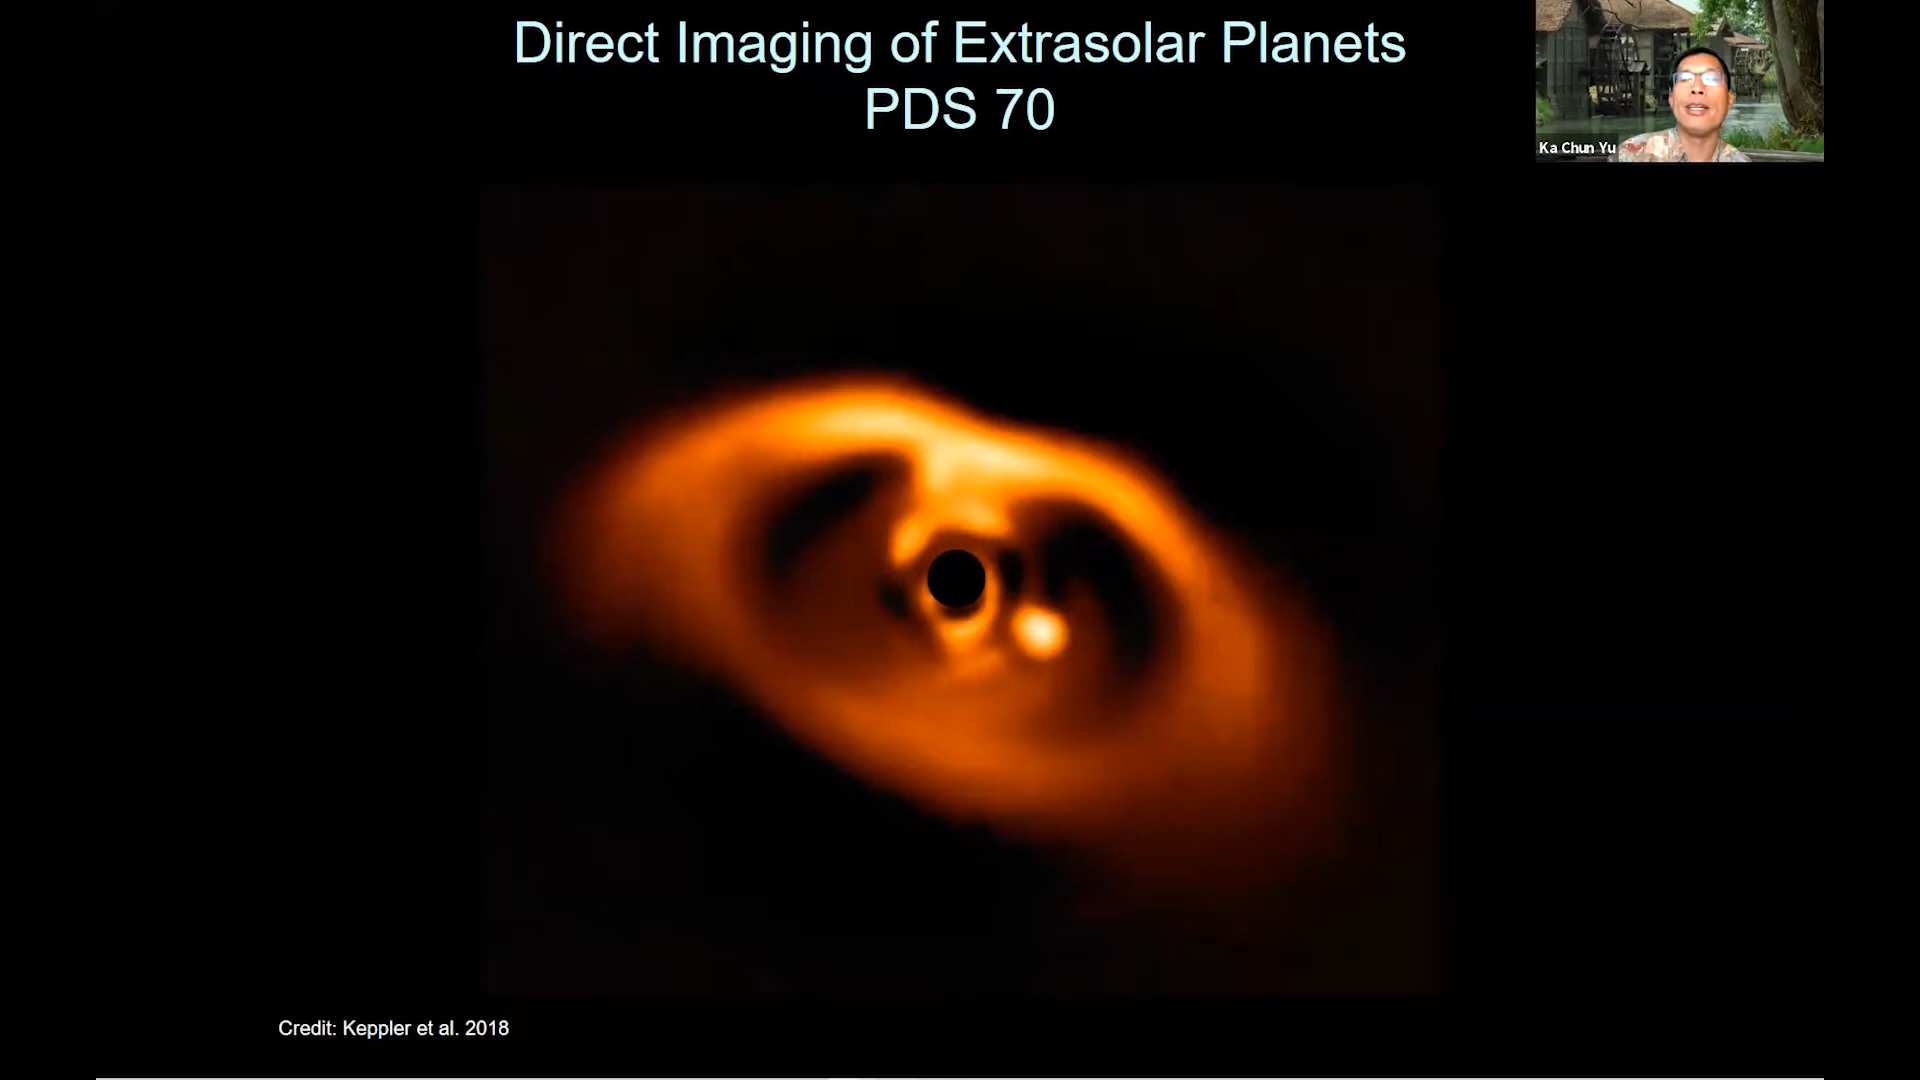 Direct Imaging of Extrasolar Planets
PDS 70
Ka Chun Yu
Credit: Keppler et al. 2018